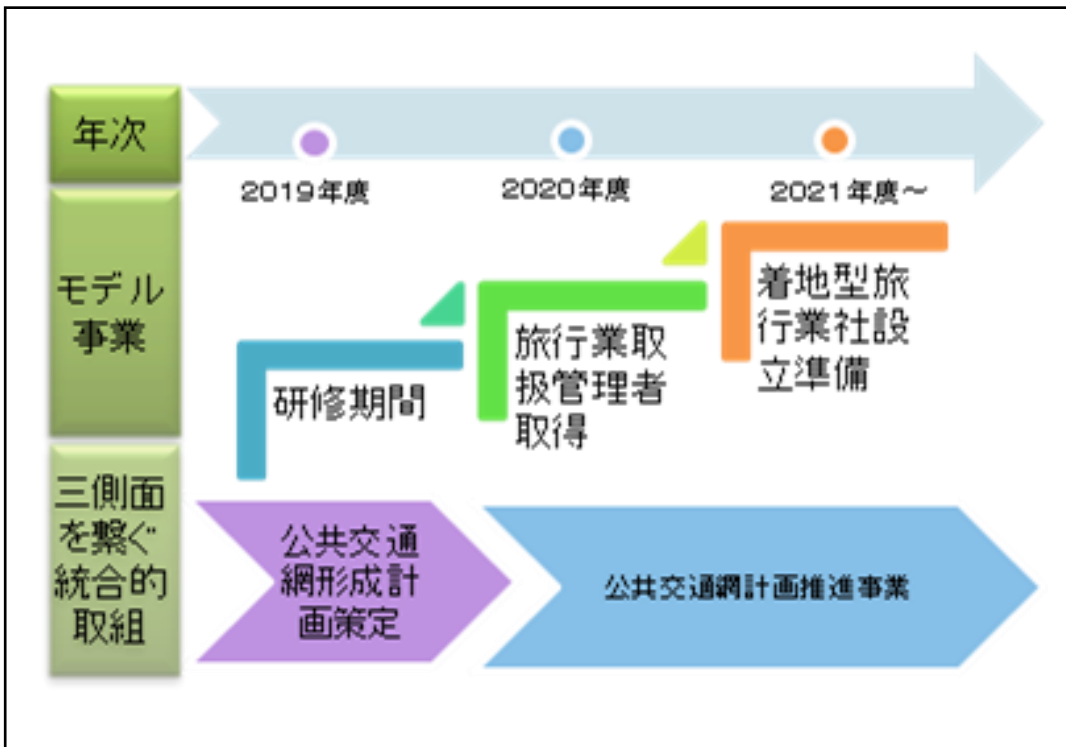 年次
2019年度
2020年度
2021年度～
モデル
事業
研修期間
旅行業取
扱管理者
取得
着地型旅
行業社設
立準備
三側面
を繋ぐ
統合的
取組
公共交通
網形成計
画策定
公共交通網計画推進事業